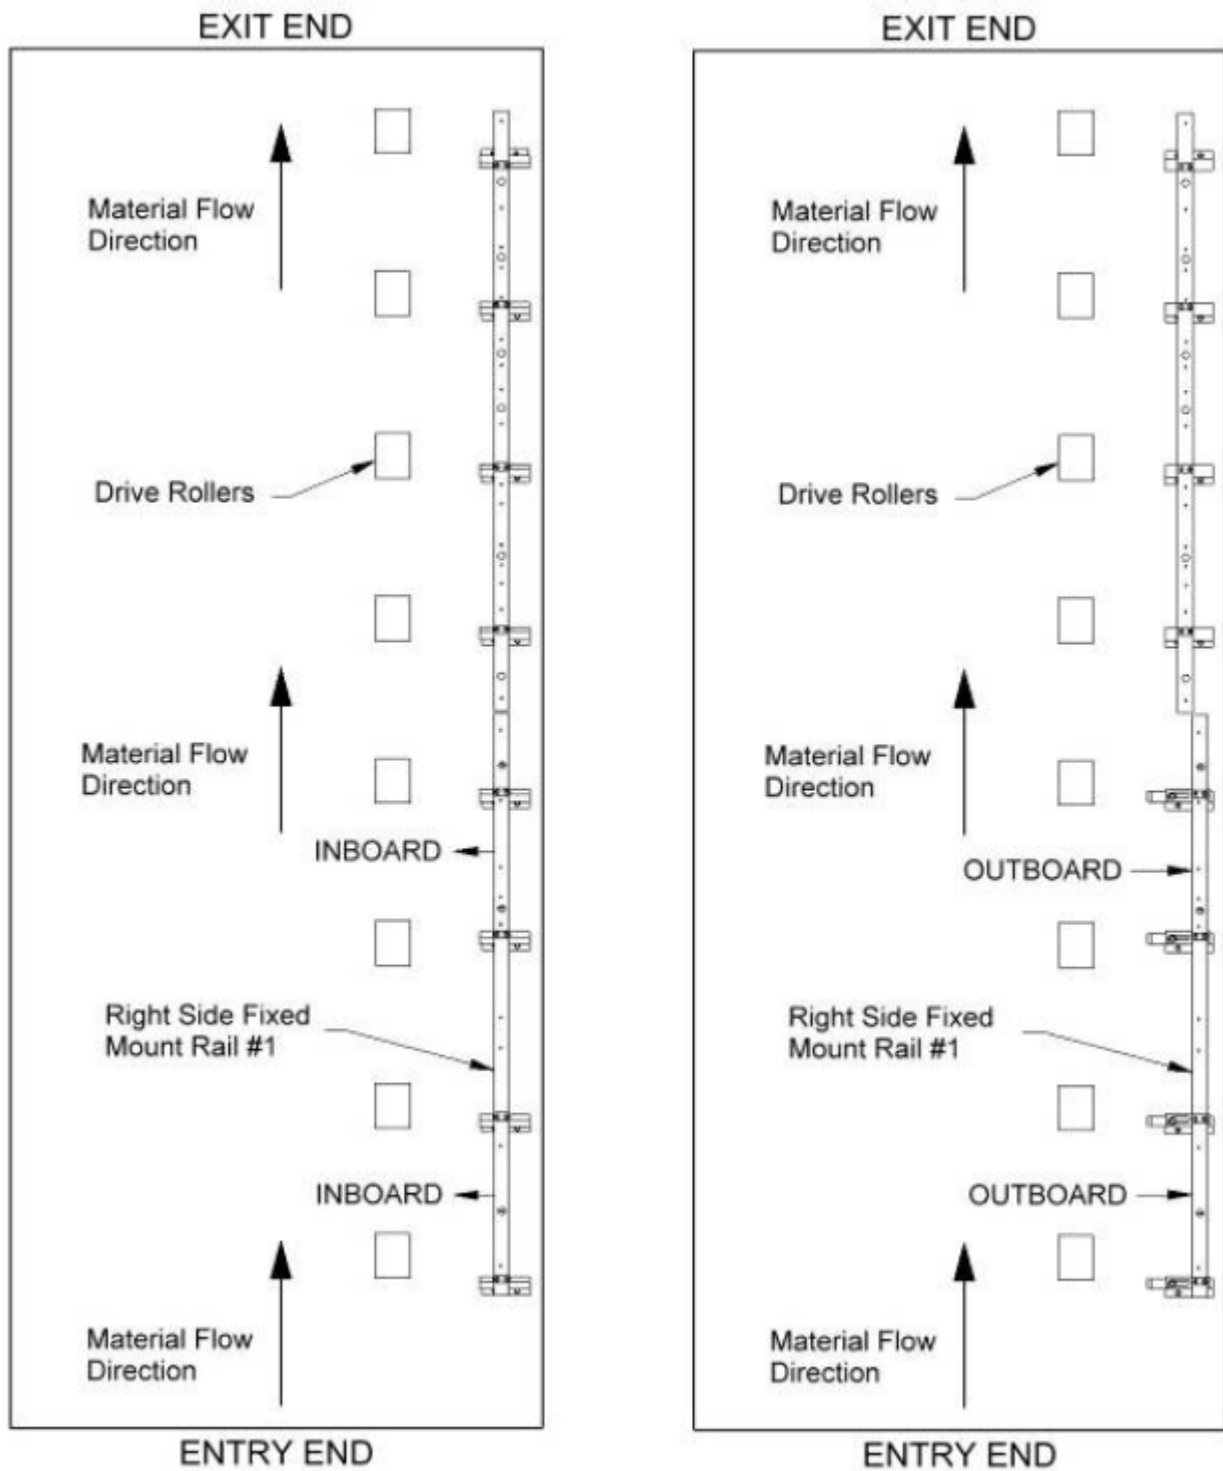 EXIT END
Material Flow
Direction
Drive Rollers
Material Flow
Direction
INBOARD
Right Side Fixed
Mount Rail #1
INBOARD
Material Flow
Direction
ENTRY END
EXIT END
Material Flow
Direction
Drive Rollers
Material Flow
Direction
OUTBOARD
Right Side Fixed
Mount Rail #1
OUTBOARD
Material Flow
Direction
ENTRY END